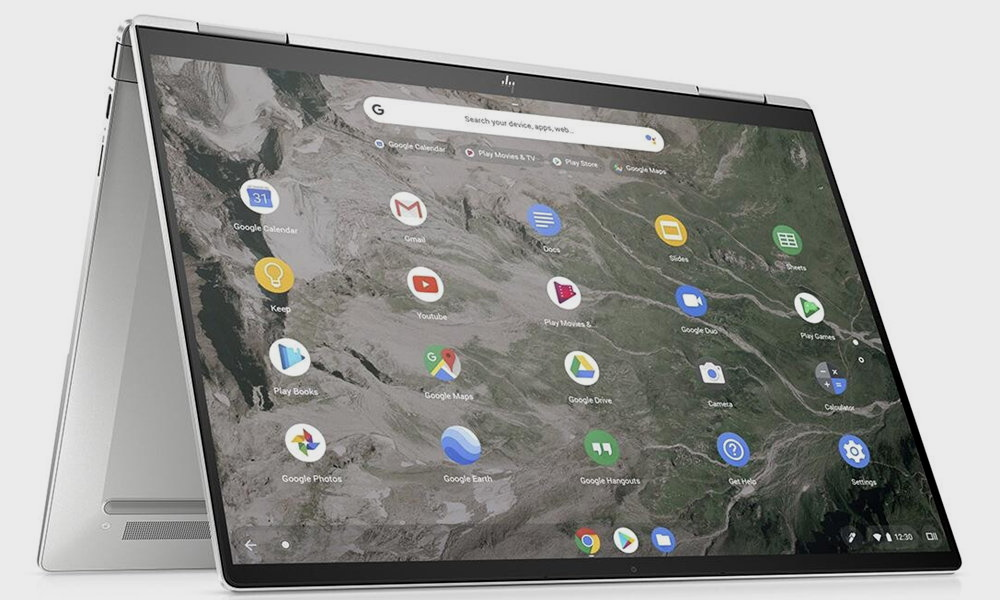 Search your device, apps, web...
Google Calendar Play Movies & TV Play Store Google Maps
31
Google Calendar
Gmail
Docs
Slides
Sheets
Keep
Youtube
Play Movies &...
Google Duo
Play Games
Play Books
Google Maps
Google Drive
Camera
Calculator
Google Photos
Google Earth
Google Hangouts
Get Help
Settings
12:30
hp
G